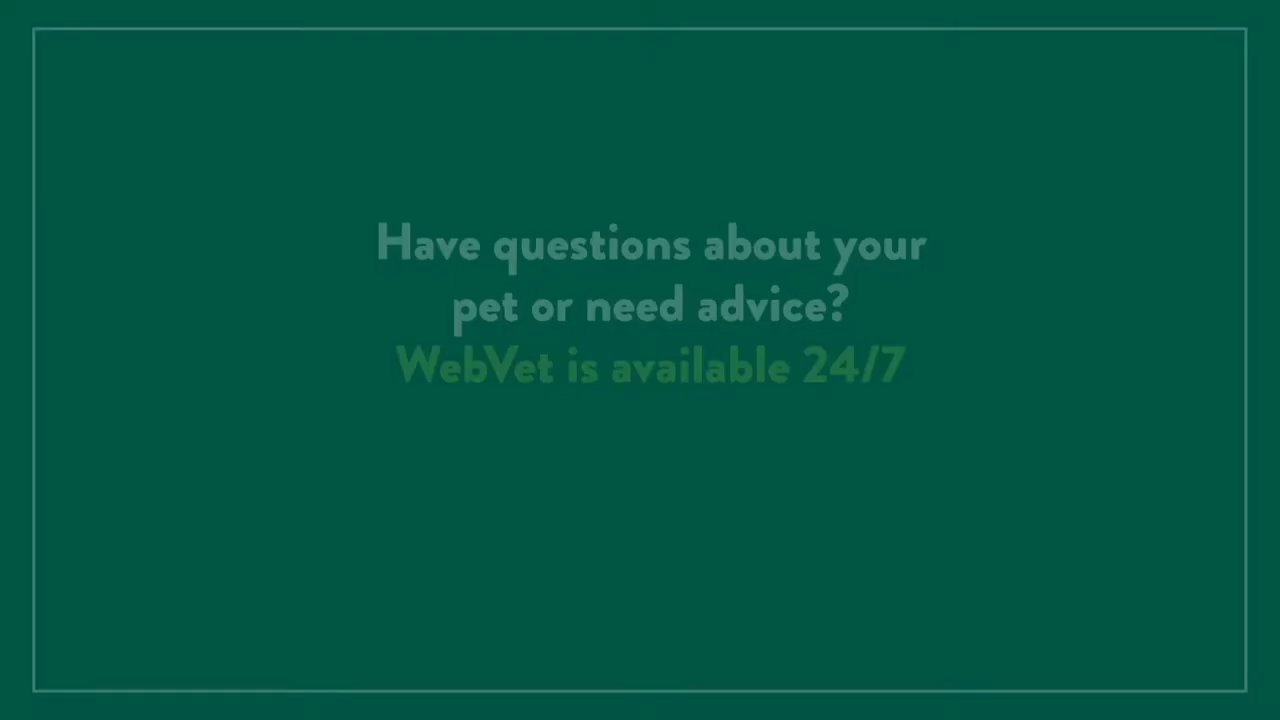 Have questions about your
pet or need advice?
WebVet is available 24/7